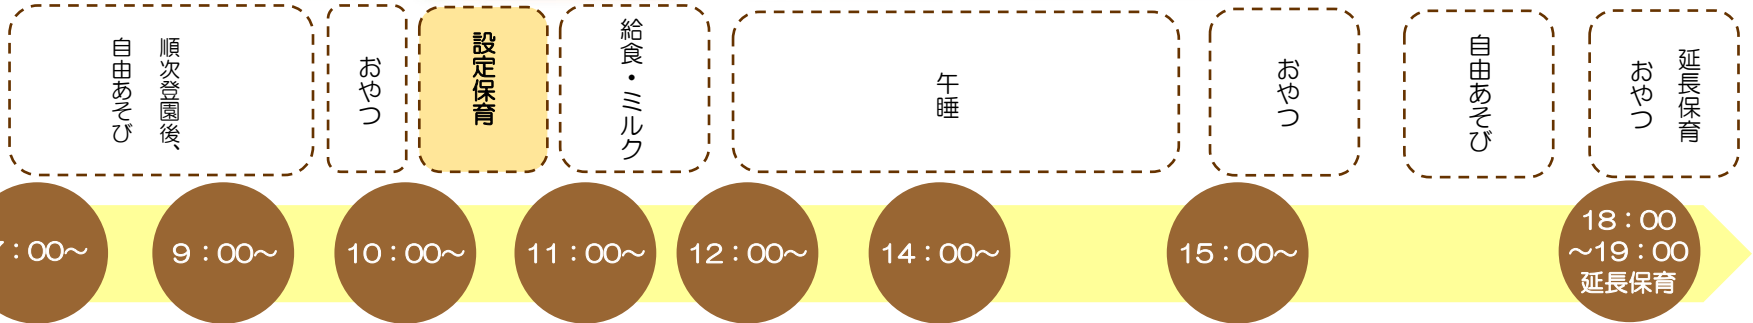 順次登園後、
自由あそび
おやつ
設定保育
給食・ミルク
午睡
おやつ
自由あそび
延長保育
おやつ
:00～
9:00～
10:00～
11:00～
12:00～
14:00～
15:00～
18:00
～19:00
延長保育